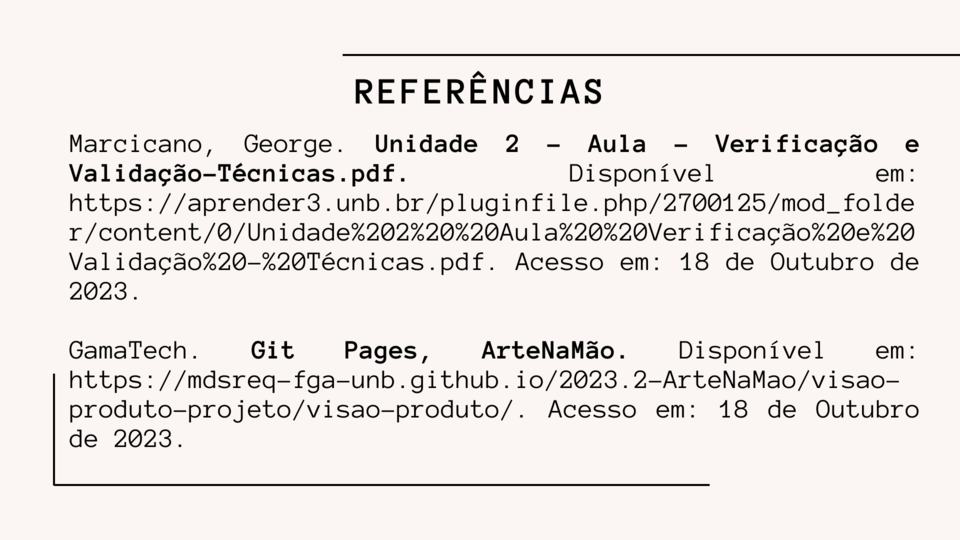 REFERÊNCIAS
Marcicano, George. Unidade 2 - Aula - Verificação e
Validação-Técnicas.pdf. Disponível em:
https://aprender3.unb.br/pluginfile.php/2700125/mod_folde
r/content/0/Unidade%202%20%20Aula%20%20Verificação%20e%20
Validação%20-%20Técnicas.pdf. Acesso em: 18 de Outubro de
2023.
GamaTech. Git Pages, ArteNaMão. Disponível em:
https://mdsreq-fga-unb.github.io/2023.2-ArteNaMao/visao-
produto-projeto/visao-produto/. Acesso em: 18 de Outubro
de 2023.